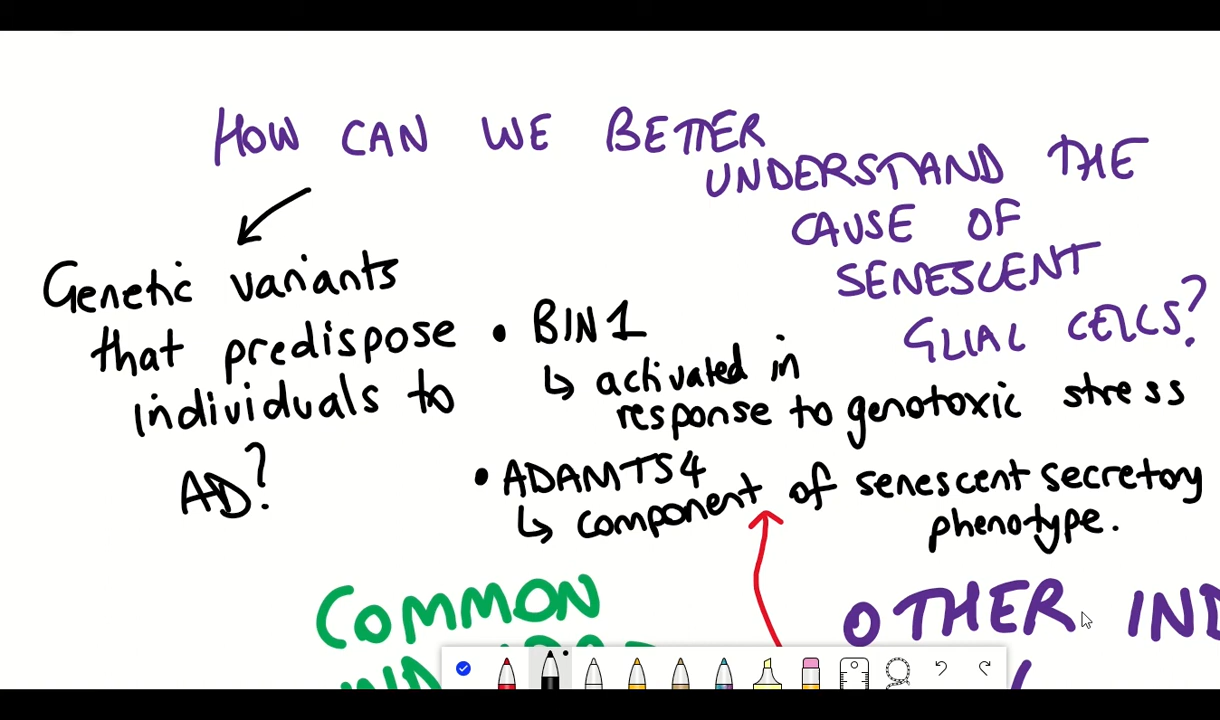 HOW CAN WE BETTER
UNDERSTAND THE
CAUSE OF
SENESCENT
GLIAL CELLS?
Genetic variants
that predispose
individuals to
AD?
• BIN1
↳ activated in
response to genotoxic stress
• ADAMTS4
↳ component of senescent secretory
phenotype.
COMMON
OTHER IND